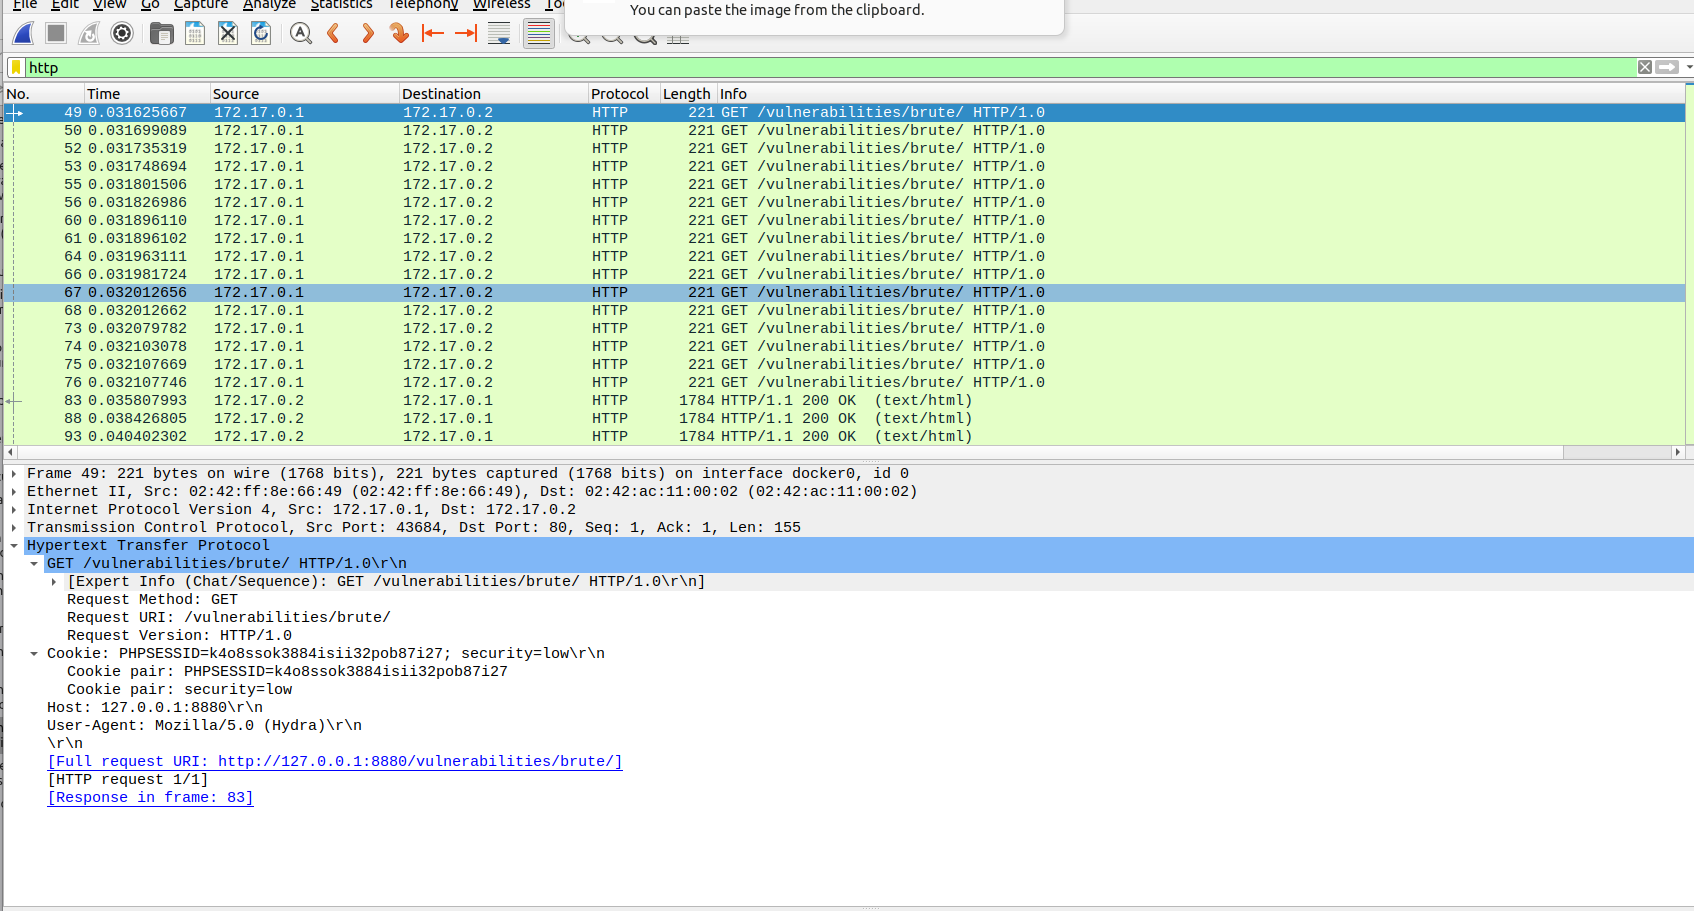 File Edit View Go Capture Analyze Statistics Telephony Wireless
You can paste the image from the clipboard.
http
No. Time Source Destination Protocol Length Info
49 0.031625667 172.17.0.1 172.17.0.2 HTTP 221 GET /vulnerabilities/brute/ HTTP/1.0
50 0.031699089 172.17.0.1 172.17.0.2 HTTP 221 GET /vulnerabilities/brute/ HTTP/1.0
52 0.031735319 172.17.0.1 172.17.0.2 HTTP 221 GET /vulnerabilities/brute/ HTTP/1.0
53 0.031748694 172.17.0.1 172.17.0.2 HTTP 221 GET /vulnerabilities/brute/ HTTP/1.0
55 0.031801506 172.17.0.1 172.17.0.2 HTTP 221 GET /vulnerabilities/brute/ HTTP/1.0
56 0.031826986 172.17.0.1 172.17.0.2 HTTP 221 GET /vulnerabilities/brute/ HTTP/1.0
60 0.031896110 172.17.0.1 172.17.0.2 HTTP 221 GET /vulnerabilities/brute/ HTTP/1.0
61 0.031896102 172.17.0.1 172.17.0.2 HTTP 221 GET /vulnerabilities/brute/ HTTP/1.0
64 0.031963111 172.17.0.1 172.17.0.2 HTTP 221 GET /vulnerabilities/brute/ HTTP/1.0
66 0.031981724 172.17.0.1 172.17.0.2 HTTP 221 GET /vulnerabilities/brute/ HTTP/1.0
67 0.032012656 172.17.0.1 172.17.0.2 HTTP 221 GET /vulnerabilities/brute/ HTTP/1.0
68 0.032012662 172.17.0.1 172.17.0.2 HTTP 221 GET /vulnerabilities/brute/ HTTP/1.0
73 0.032079782 172.17.0.1 172.17.0.2 HTTP 221 GET /vulnerabilities/brute/ HTTP/1.0
74 0.032103078 172.17.0.1 172.17.0.2 HTTP 221 GET /vulnerabilities/brute/ HTTP/1.0
75 0.032107669 172.17.0.1 172.17.0.2 HTTP 221 GET /vulnerabilities/brute/ HTTP/1.0
76 0.032107746 172.17.0.1 172.17.0.2 HTTP 221 GET /vulnerabilities/brute/ HTTP/1.0
83 0.035807993 172.17.0.2 172.17.0.1 HTTP 1784 HTTP/1.1 200 OK (text/html)
88 0.038426805 172.17.0.2 172.17.0.1 HTTP 1784 HTTP/1.1 200 OK (text/html)
93 0.040402302 172.17.0.2 172.17.0.1 HTTP 1784 HTTP/1.1 200 OK (text/html)
Frame 49: 221 bytes on wire (1768 bits), 221 bytes captured (1768 bits) on interface docker0, id 0
Ethernet II, Src: 02:42:ff:8e:66:49 (02:42:ff:8e:66:49), Dst: 02:42:ac:11:00:02 (02:42:ac:11:00:02)
Internet Protocol Version 4, Src: 172.17.0.1, Dst: 172.17.0.2
Transmission Control Protocol, Src Port: 43684, Dst Port: 80, Seq: 1, Ack: 1, Len: 155
Hypertext Transfer Protocol
GET /vulnerabilities/brute/ HTTP/1.0\r\n
[Expert Info (Chat/Sequence): GET /vulnerabilities/brute/ HTTP/1.0\r\n]
Request Method: GET
Request URI: /vulnerabilities/brute/
Request Version: HTTP/1.0
Cookie: PHPSESSID=k4o8ssok3884isii32pob87i27; security=low\r\n
Cookie pair: PHPSESSID=k4o8ssok3884isii32pob87i27
Cookie pair: security=low
Host: 127.0.0.1:8880\r\n
User-Agent: Mozilla/5.0 (Hydra)\r\n
\r\n
[Full request URI: http://127.0.0.1:8880/vulnerabilities/brute/]
[HTTP request 1/1]
[Response in frame: 83]